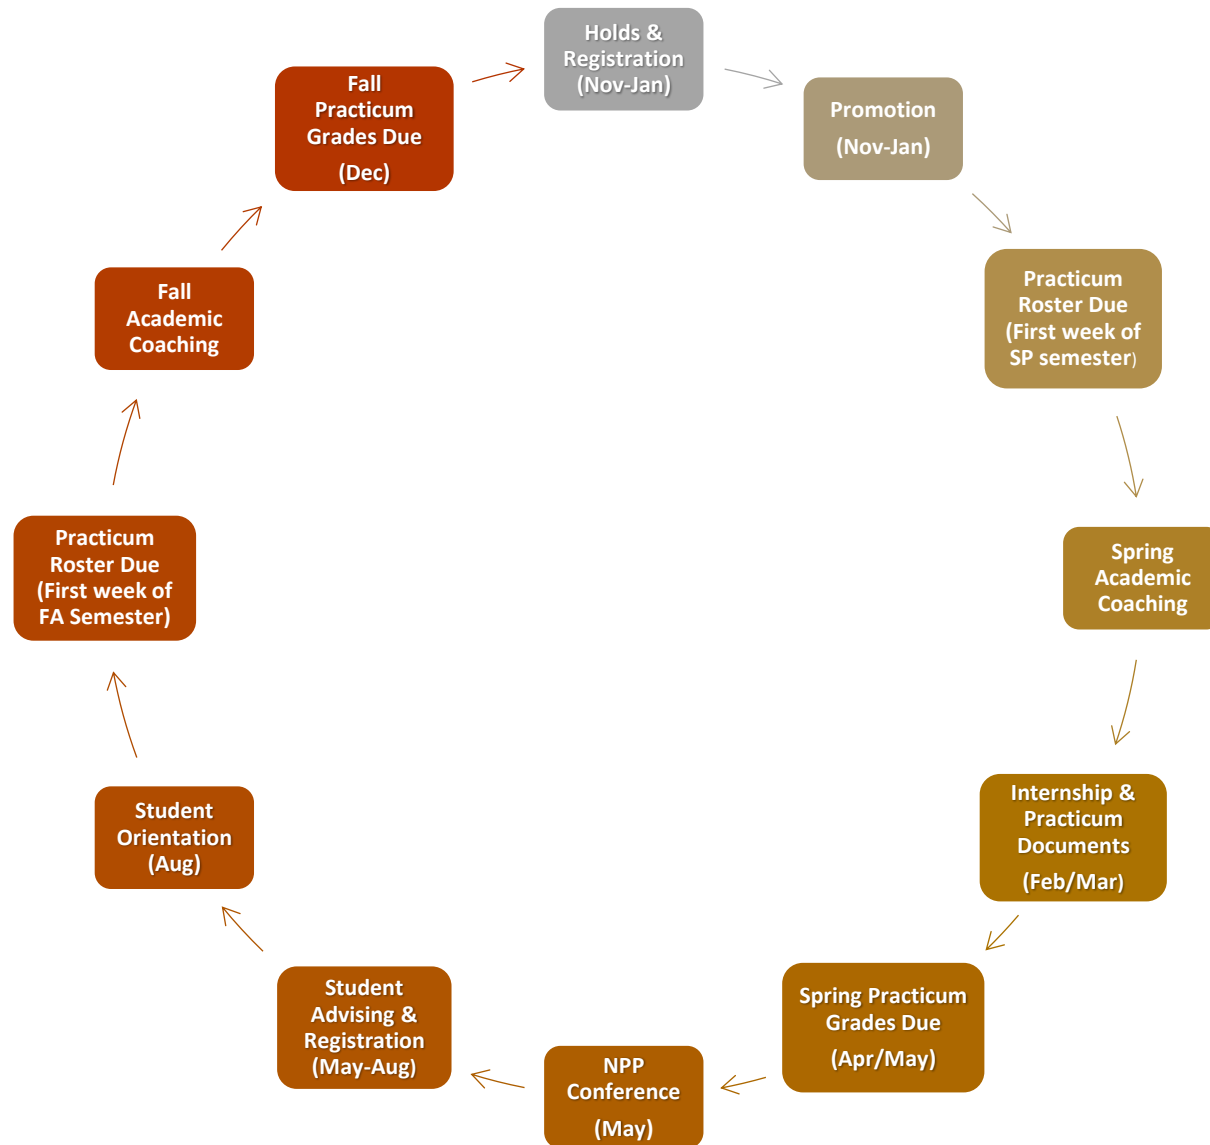 Holds &
Registration
(Nov-Jan)
Promotion
(Nov-Jan)
Practicum
Roster Due
(First week of
SP semester)
Spring
Academic
Coaching
Internship &
Practicum
Documents
(Feb/Mar)
Spring Practicum
Grades Due
(Apr/May)
NPP
Conference
(May)
Student
Advising &
Registration
(May-Aug)
Student
Orientation
(Aug)
Practicum
Roster Due
(First week of
FA Semester)
Fall
Academic
Coaching
Fall
Practicum
Grades Due
(Dec)